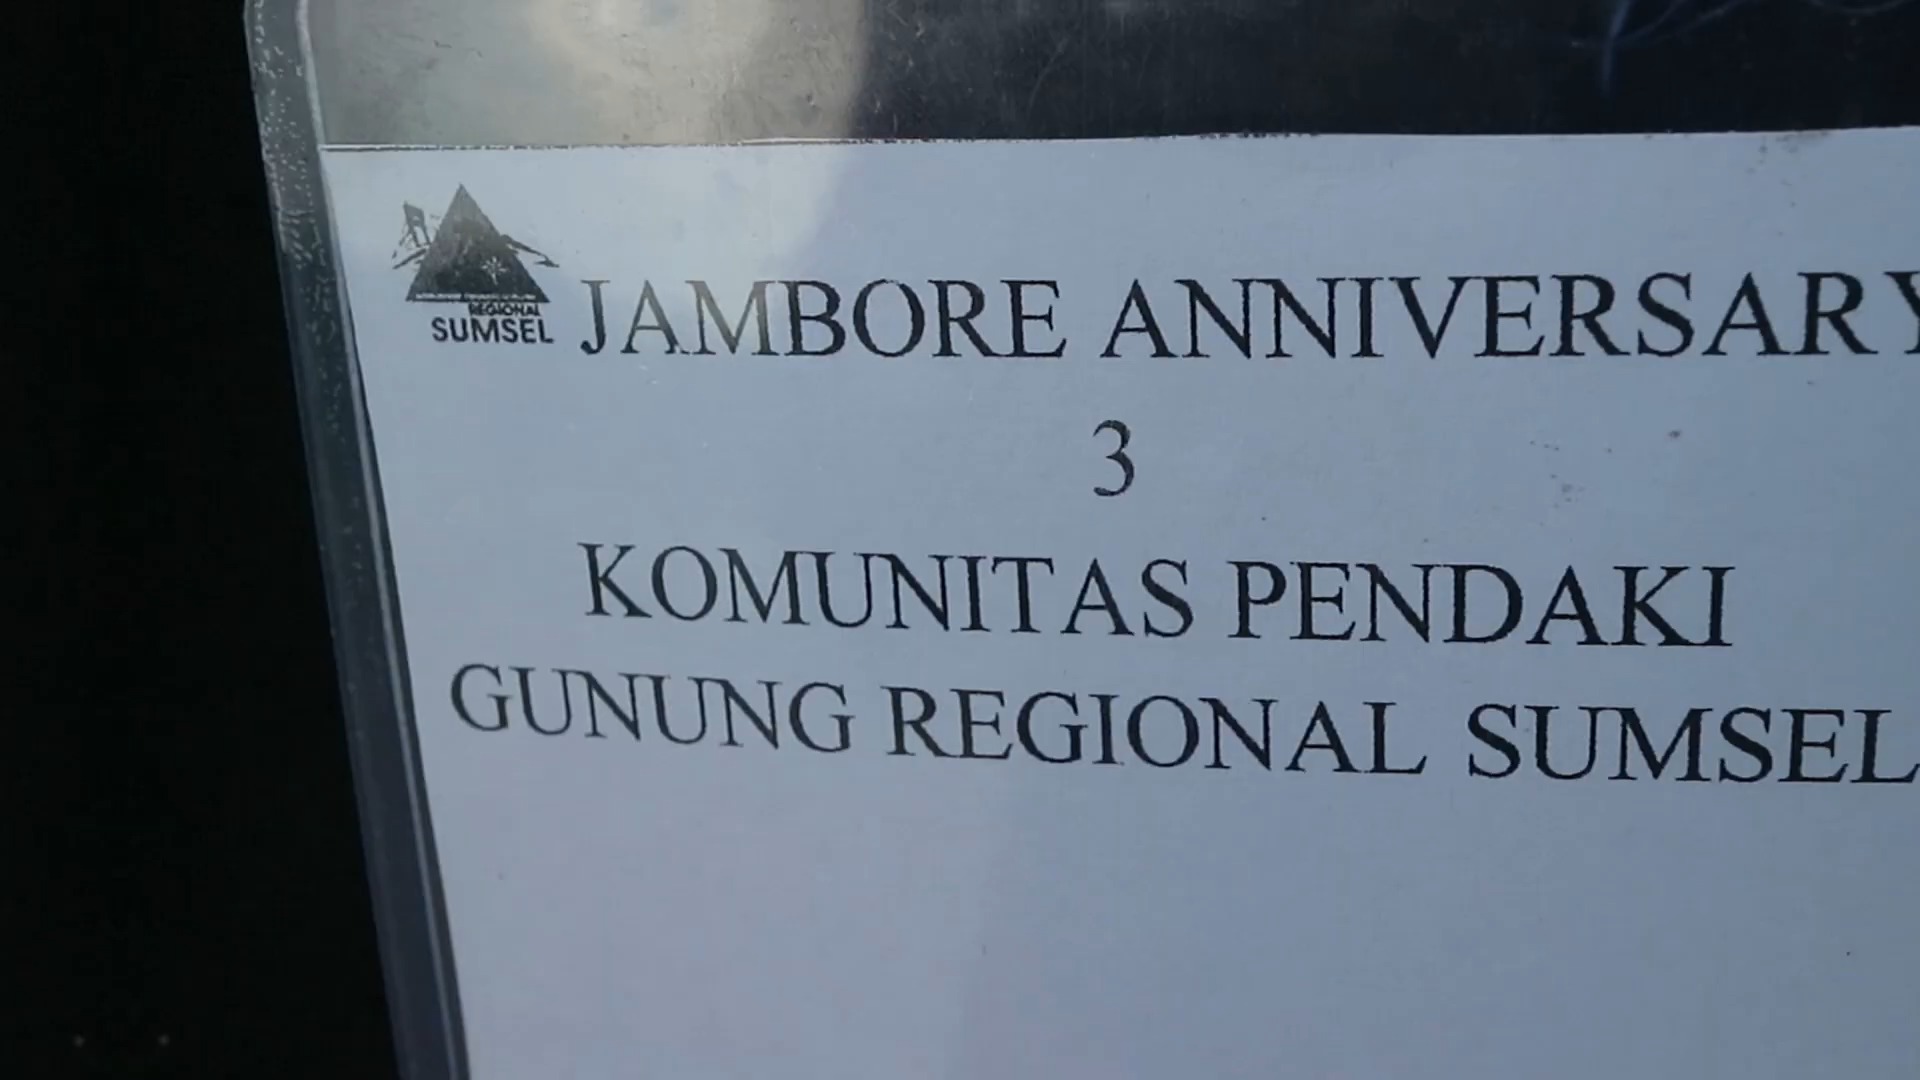 REGIONAL
SUMSEL
JAMBORE ANNIVERSARY
3
KOMUNITAS PENDAKI
GUNUNG REGIONAL SUMSEL